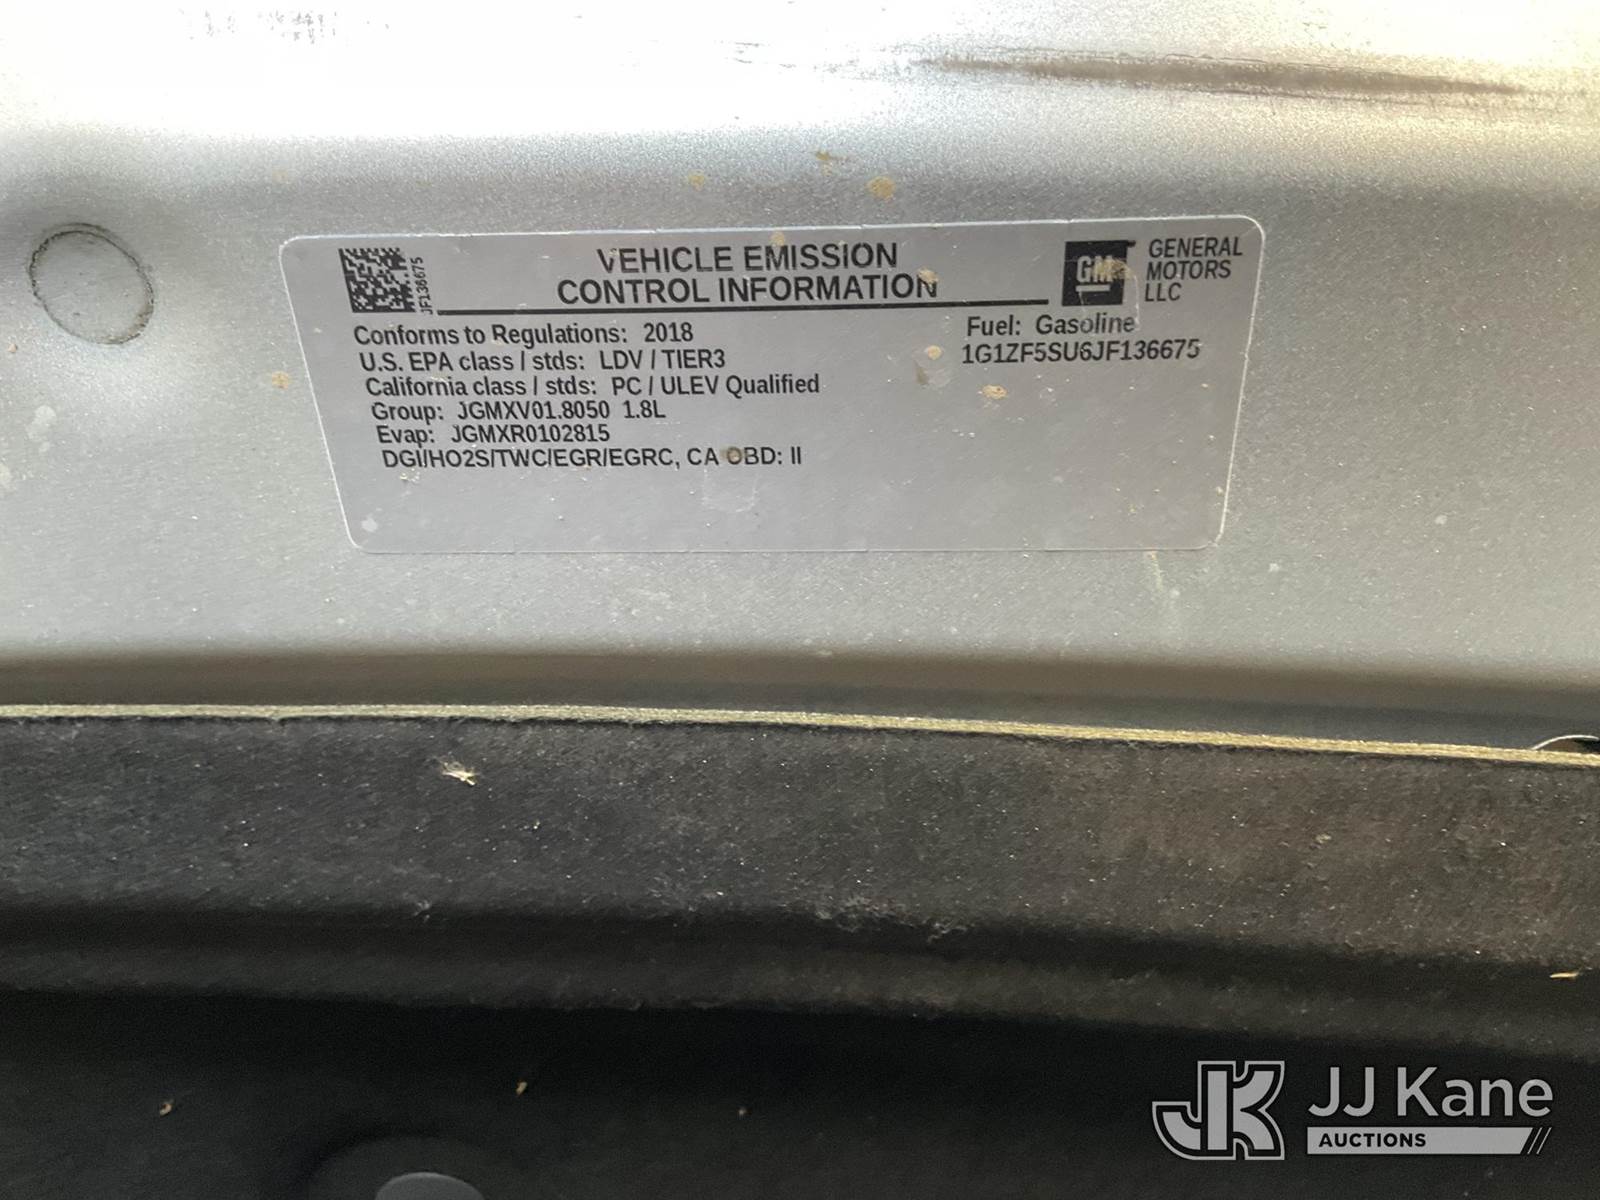 VEHICLE EMISSION
CONTROL INFORMATION
GM
GENERAL
MOTORS
LLC
JF136675
Conforms to Regulations: 2018
Fuel: Gasoline
U.S. EPA class / stds: LDV / TIER3
1G1ZF5SU6JF136675
California class / stds: PC / ULEV Qualified
Group: JGMXV01.8050 1.8L
Evap: JGMXR0102815
DGI/HO2S/TWC/EGR/EGRC, CA OBD: II
JK
JJ Kane
AUCTIONS